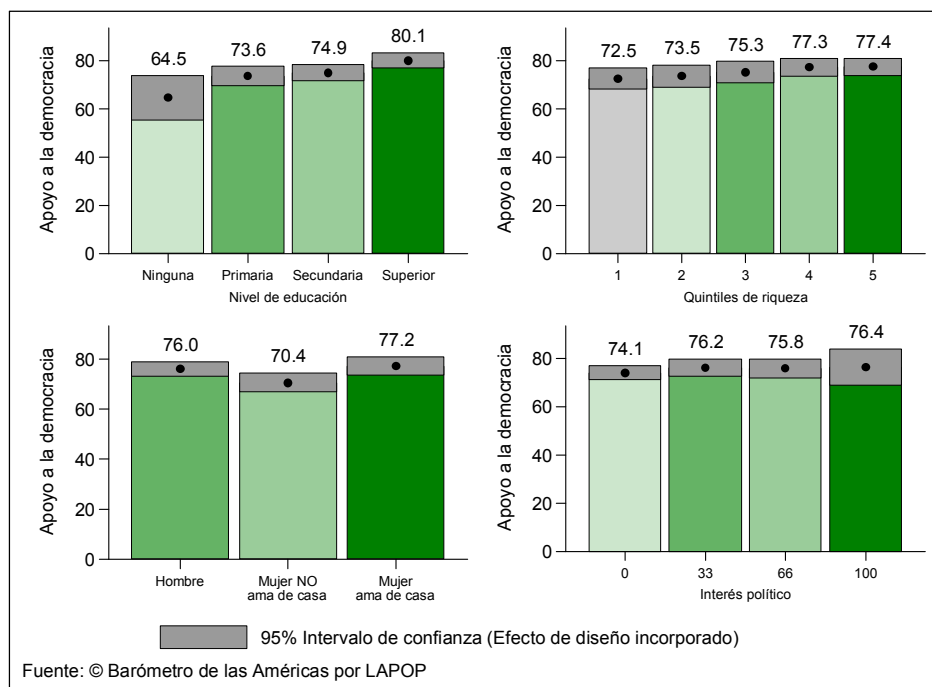 64.5 73.6 74.9 80.1
Apoyo a la democracia
80
60
40
20
0
Ninguna Primaria Secundaria Superior
Nivel de educación
72.5 73.5 75.3 77.3 77.4
Apoyo a la democracia
80
60
40
20
0
1 2 3 4 5
Quintiles de riqueza
76.0 70.4 77.2
Apoyo a la democracia
80
60
40
20
0
Hombre Mujer NO Mujer
ama de casa ama de casa
74.1 76.2 75.8 76.4
Apoyo a la democracia
80
60
40
20
0
0 33 66 100
Interés político
95% Intervalo de confianza (Efecto de diseño incorporado)
Fuente: © Barómetro de las Américas por LAPOP